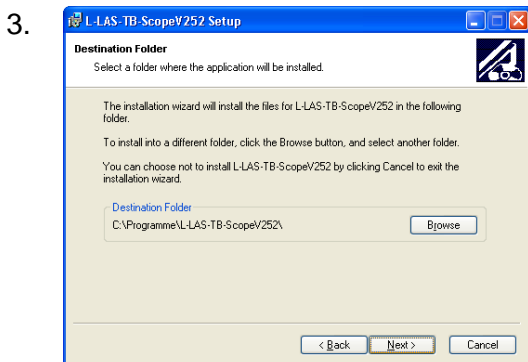 3.
L-LAS-TB-ScopeV252 Setup
Destination Folder
Select a folder where the application will be installed.
The installation wizard will install the files for L-LAS-TB-ScopeV252 in the following
folder.
To install into a different folder, click the Browse button, and select another folder.
You can choose not to install L-LAS-TB-ScopeV252 by clicking Cancel to exit the
installation wizard.
Destination Folder
C:\Programme\L-LAS-TB-ScopeV252\
Browse
< Back Next > Cancel